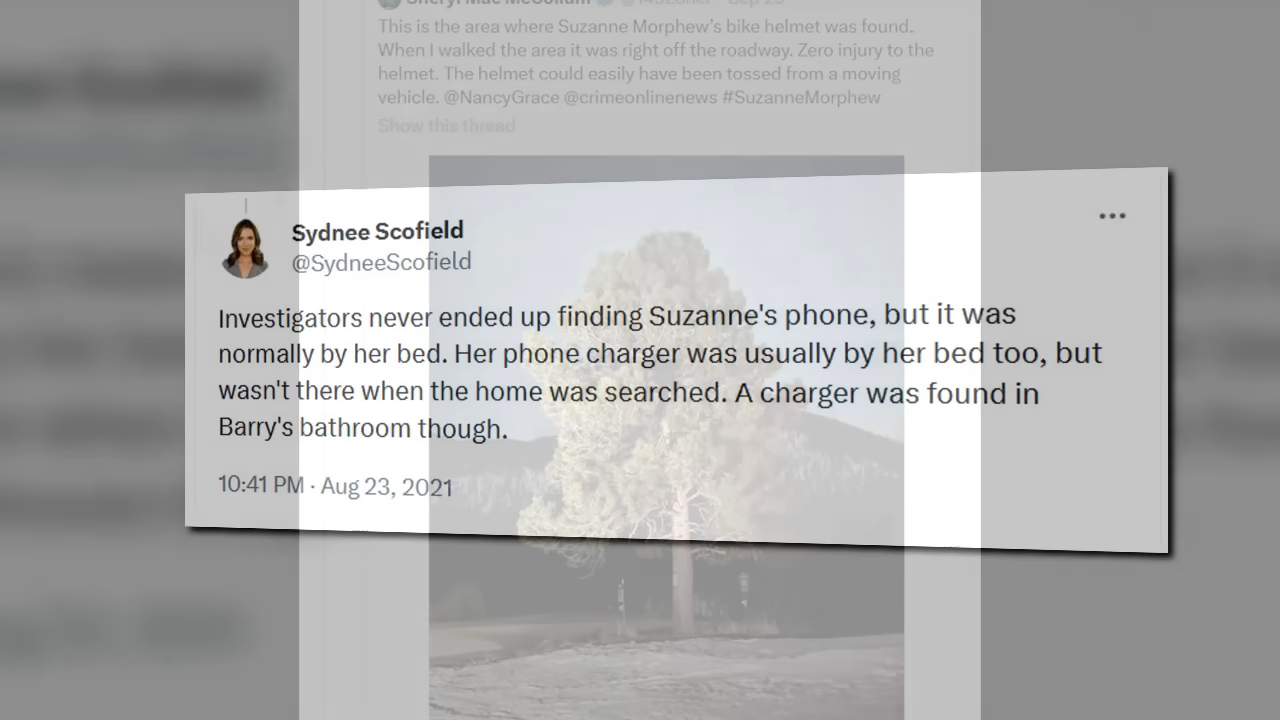 This is the area where Suzanne Morphew's bike helmet was found.
When I walked the area it was right off the roadway. Zero injury to the
helmet. The helmet could easily have been tossed from a moving
vehicle. @NancyGrace @crimeonlinenews #SuzanneMorphew
Show this thread
Sydnee Scofield
@SydneeScofield
Investigators never ended up finding Suzanne's phone, but it was
normally by her bed. Her phone charger was usually by her bed too, but
wasn't there when the home was searched. A charger was found in
Barry's bathroom though.
10:41 PM · Aug 23, 2021